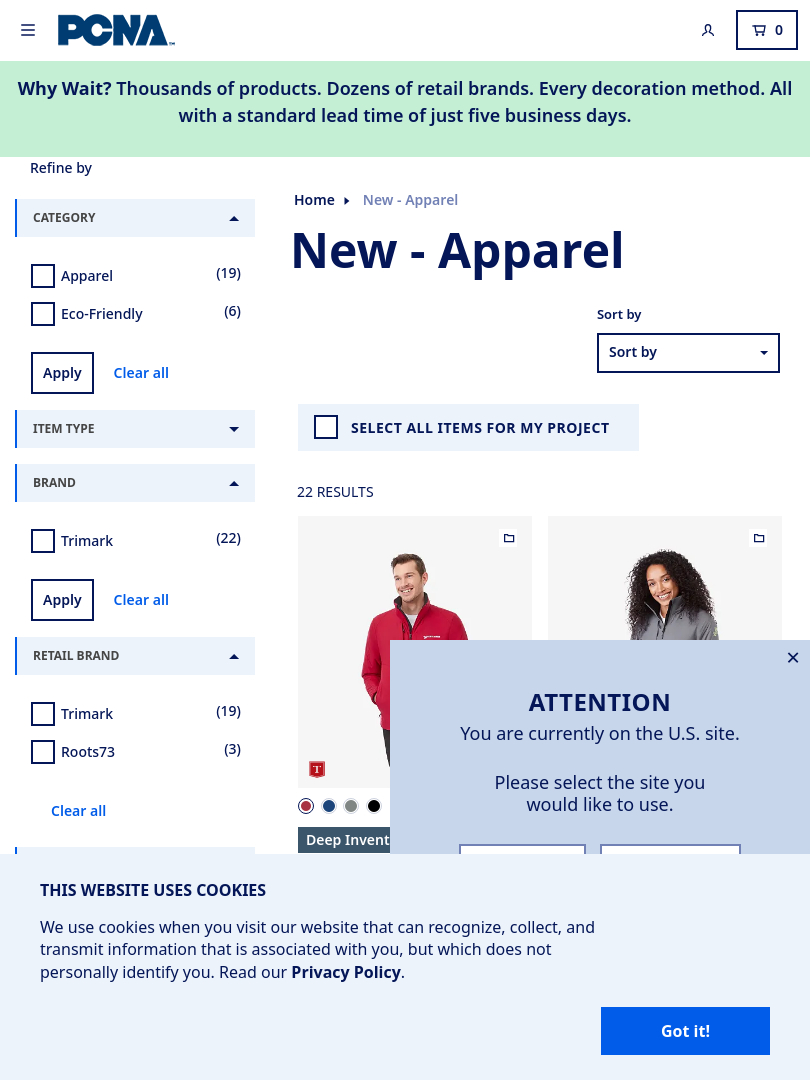 PCNA
0
Why Wait? Thousands of products. Dozens of retail brands. Every decoration method. All
with a standard lead time of just five business days.
Refine by
CATEGORY
Apparel (19)
Eco-Friendly (6)
Apply Clear all
ITEM TYPE
BRAND
Trimark (22)
Apply Clear all
RETAIL BRAND
Trimark (19)
Roots73 (3)
Clear all
Home New - Apparel
New - Apparel
Sort by
Sort by
SELECT ALL ITEMS FOR MY PROJECT
22 RESULTS
T
Deep Invent
ATTENTION
You are currently on the U.S. site.
Please select the site you
would like to use.
THIS WEBSITE USES COOKIES
We use cookies when you visit our website that can recognize, collect, and
transmit information that is associated with you, but which does not
personally identify you. Read our Privacy Policy.
Got it!